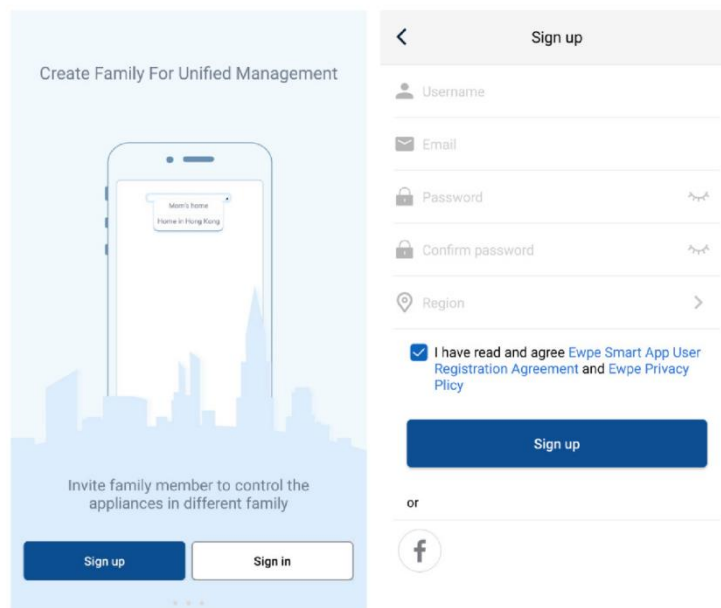 Create Family For Unified Management
Mom's home
Home in Hong Kong
Invite family member to control the
appliances in different family
Sign up
Sign in
Sign up
Username
Email
Password
Confirm password
Region
I have read and agree Ewpe Smart App User
Registration Agreement and Ewpe Privacy
Plicy
Sign up
or
f